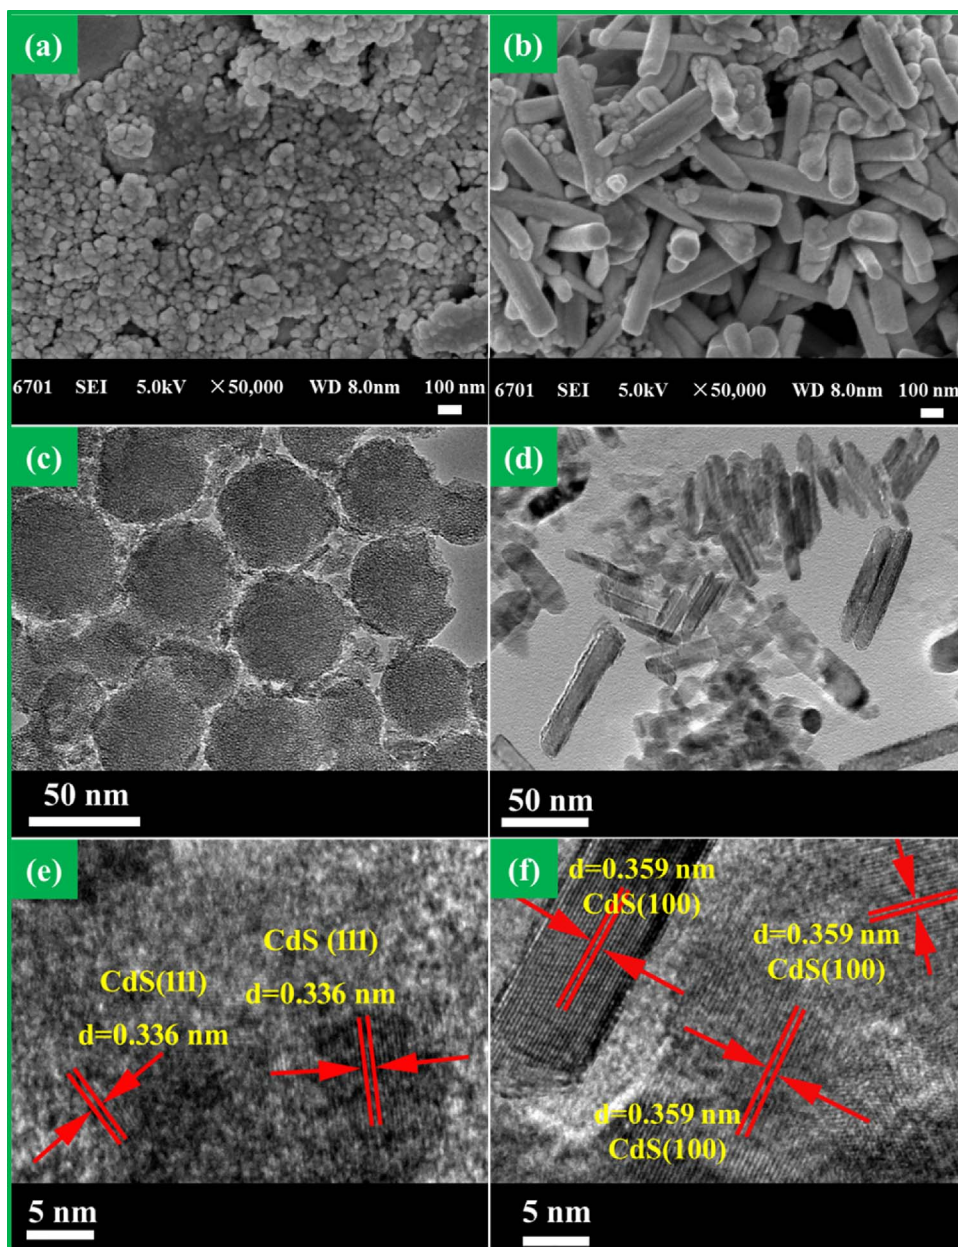 (a)
(b)
6701 SEI 5.0kV ×50,000 WD 8.0nm 100 nm
6701 SEI 5.0kV ×50,000 WD 8.0nm 100 nm
(c)
(d)
50 nm
50 nm
(e)
CdS (111)
CdS(111)
d=0.336 nm
d=0.336 nm
5 nm
(f)
d=0.359 nm
CdS(100)
d=0.359 nm
CdS(100)
d=0.359 nm
CdS(100)
5 nm